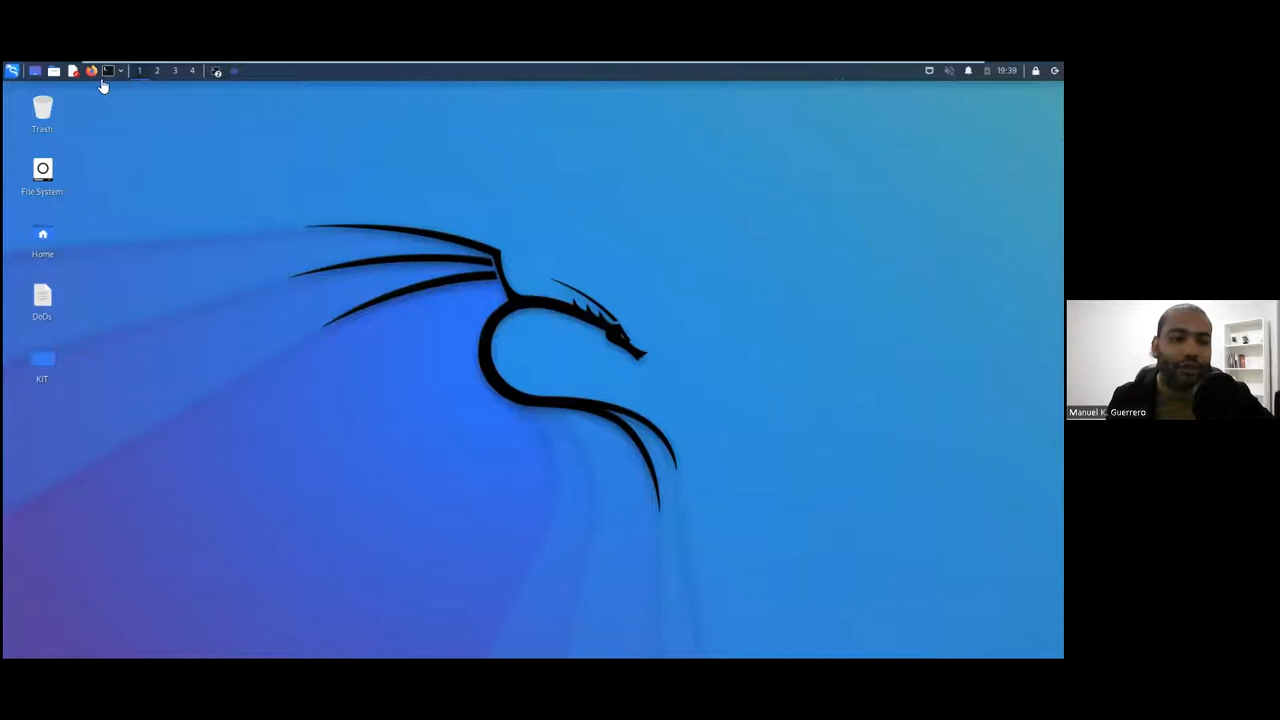 1 2 3 4
19:39
Trash
File System
Home
DoDs
KIT
Manuel K. Guerrero